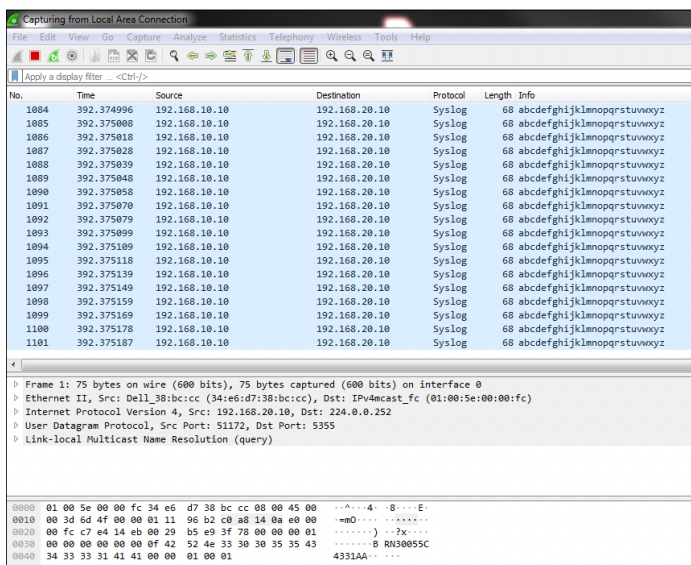 Capturing from Local Area Connection
File Edit View Go Capture Analyze Statistics Telephony Wireless Tools Help
Apply a display filter ... <Ctrl-/>
No. Time Source Destination Protocol Length Info
1084 392.374996 192.168.10.10 192.168.20.10 Syslog 68 abcdefghijklmnopqrstuvwxyz
1085 392.375008 192.168.10.10 192.168.20.10 Syslog 68 abcdefghijklmnopqrstuvwxyz
1086 392.375018 192.168.10.10 192.168.20.10 Syslog 68 abcdefghijklmnopqrstuvwxyz
1087 392.375028 192.168.10.10 192.168.20.10 Syslog 68 abcdefghijklmnopqrstuvwxyz
1088 392.375039 192.168.10.10 192.168.20.10 Syslog 68 abcdefghijklmnopqrstuvwxyz
1089 392.375048 192.168.10.10 192.168.20.10 Syslog 68 abcdefghijklmnopqrstuvwxyz
1090 392.375058 192.168.10.10 192.168.20.10 Syslog 68 abcdefghijklmnopqrstuvwxyz
1091 392.375070 192.168.10.10 192.168.20.10 Syslog 68 abcdefghijklmnopqrstuvwxyz
1092 392.375079 192.168.10.10 192.168.20.10 Syslog 68 abcdefghijklmnopqrstuvwxyz
1093 392.375099 192.168.10.10 192.168.20.10 Syslog 68 abcdefghijklmnopqrstuvwxyz
1094 392.375109 192.168.10.10 192.168.20.10 Syslog 68 abcdefghijklmnopqrstuvwxyz
1095 392.375118 192.168.10.10 192.168.20.10 Syslog 68 abcdefghijklmnopqrstuvwxyz
1096 392.375139 192.168.10.10 192.168.20.10 Syslog 68 abcdefghijklmnopqrstuvwxyz
1097 392.375149 192.168.10.10 192.168.20.10 Syslog 68 abcdefghijklmnopqrstuvwxyz
1098 392.375159 192.168.10.10 192.168.20.10 Syslog 68 abcdefghijklmnopqrstuvwxyz
1099 392.375169 192.168.10.10 192.168.20.10 Syslog 68 abcdefghijklmnopqrstuvwxyz
1100 392.375178 192.168.10.10 192.168.20.10 Syslog 68 abcdefghijklmnopqrstuvwxyz
1101 392.375187 192.168.10.10 192.168.20.10 Syslog 68 abcdefghijklmnopqrstuvwxyz
Frame 1: 75 bytes on wire (600 bits), 75 bytes captured (600 bits) on interface 0
Ethernet II, Src: Dell_38:bc:cc (34:e6:d7:38:bc:cc), Dst: IPv4mcast_fc (01:00:5e:00:00:fc)
Internet Protocol Version 4, Src: 192.168.20.10, Dst: 224.0.0.252
User Datagram Protocol, Src Port: 51172, Dst Port: 5355
Link-local Multicast Name Resolution (query)
0000 01 00 5e 00 00 fc 34 e6 d7 38 bc cc 08 00 45 00 ··^···4· ·8····E·
0010 00 3d 6d 4f 00 00 01 11 96 b2 c0 a8 14 0a e0 00 ·=mO···· ········
0020 00 fc c7 e4 14 eb 00 29 b5 e9 3f 78 00 00 00 01 ·······) ··?x····
0030 00 00 00 00 00 00 0f 42 52 4e 33 30 30 35 35 43 ·······B RN30055C
0040 34 33 33 31 41 41 00 00 01 00 01 4331AA·· ···